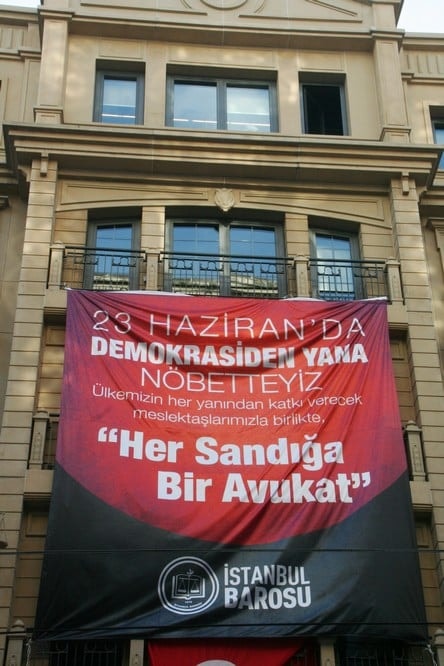 23 HAZİRAN'DA
DEMOKRASİDEN YANA
NÖBETTEYİZ
Ülkemizin her yanından katkı verecek
meslektaşlarımızla birlikte,
“Her Sandığa
Bir Avukat”
İSTANBUL
BAROSU